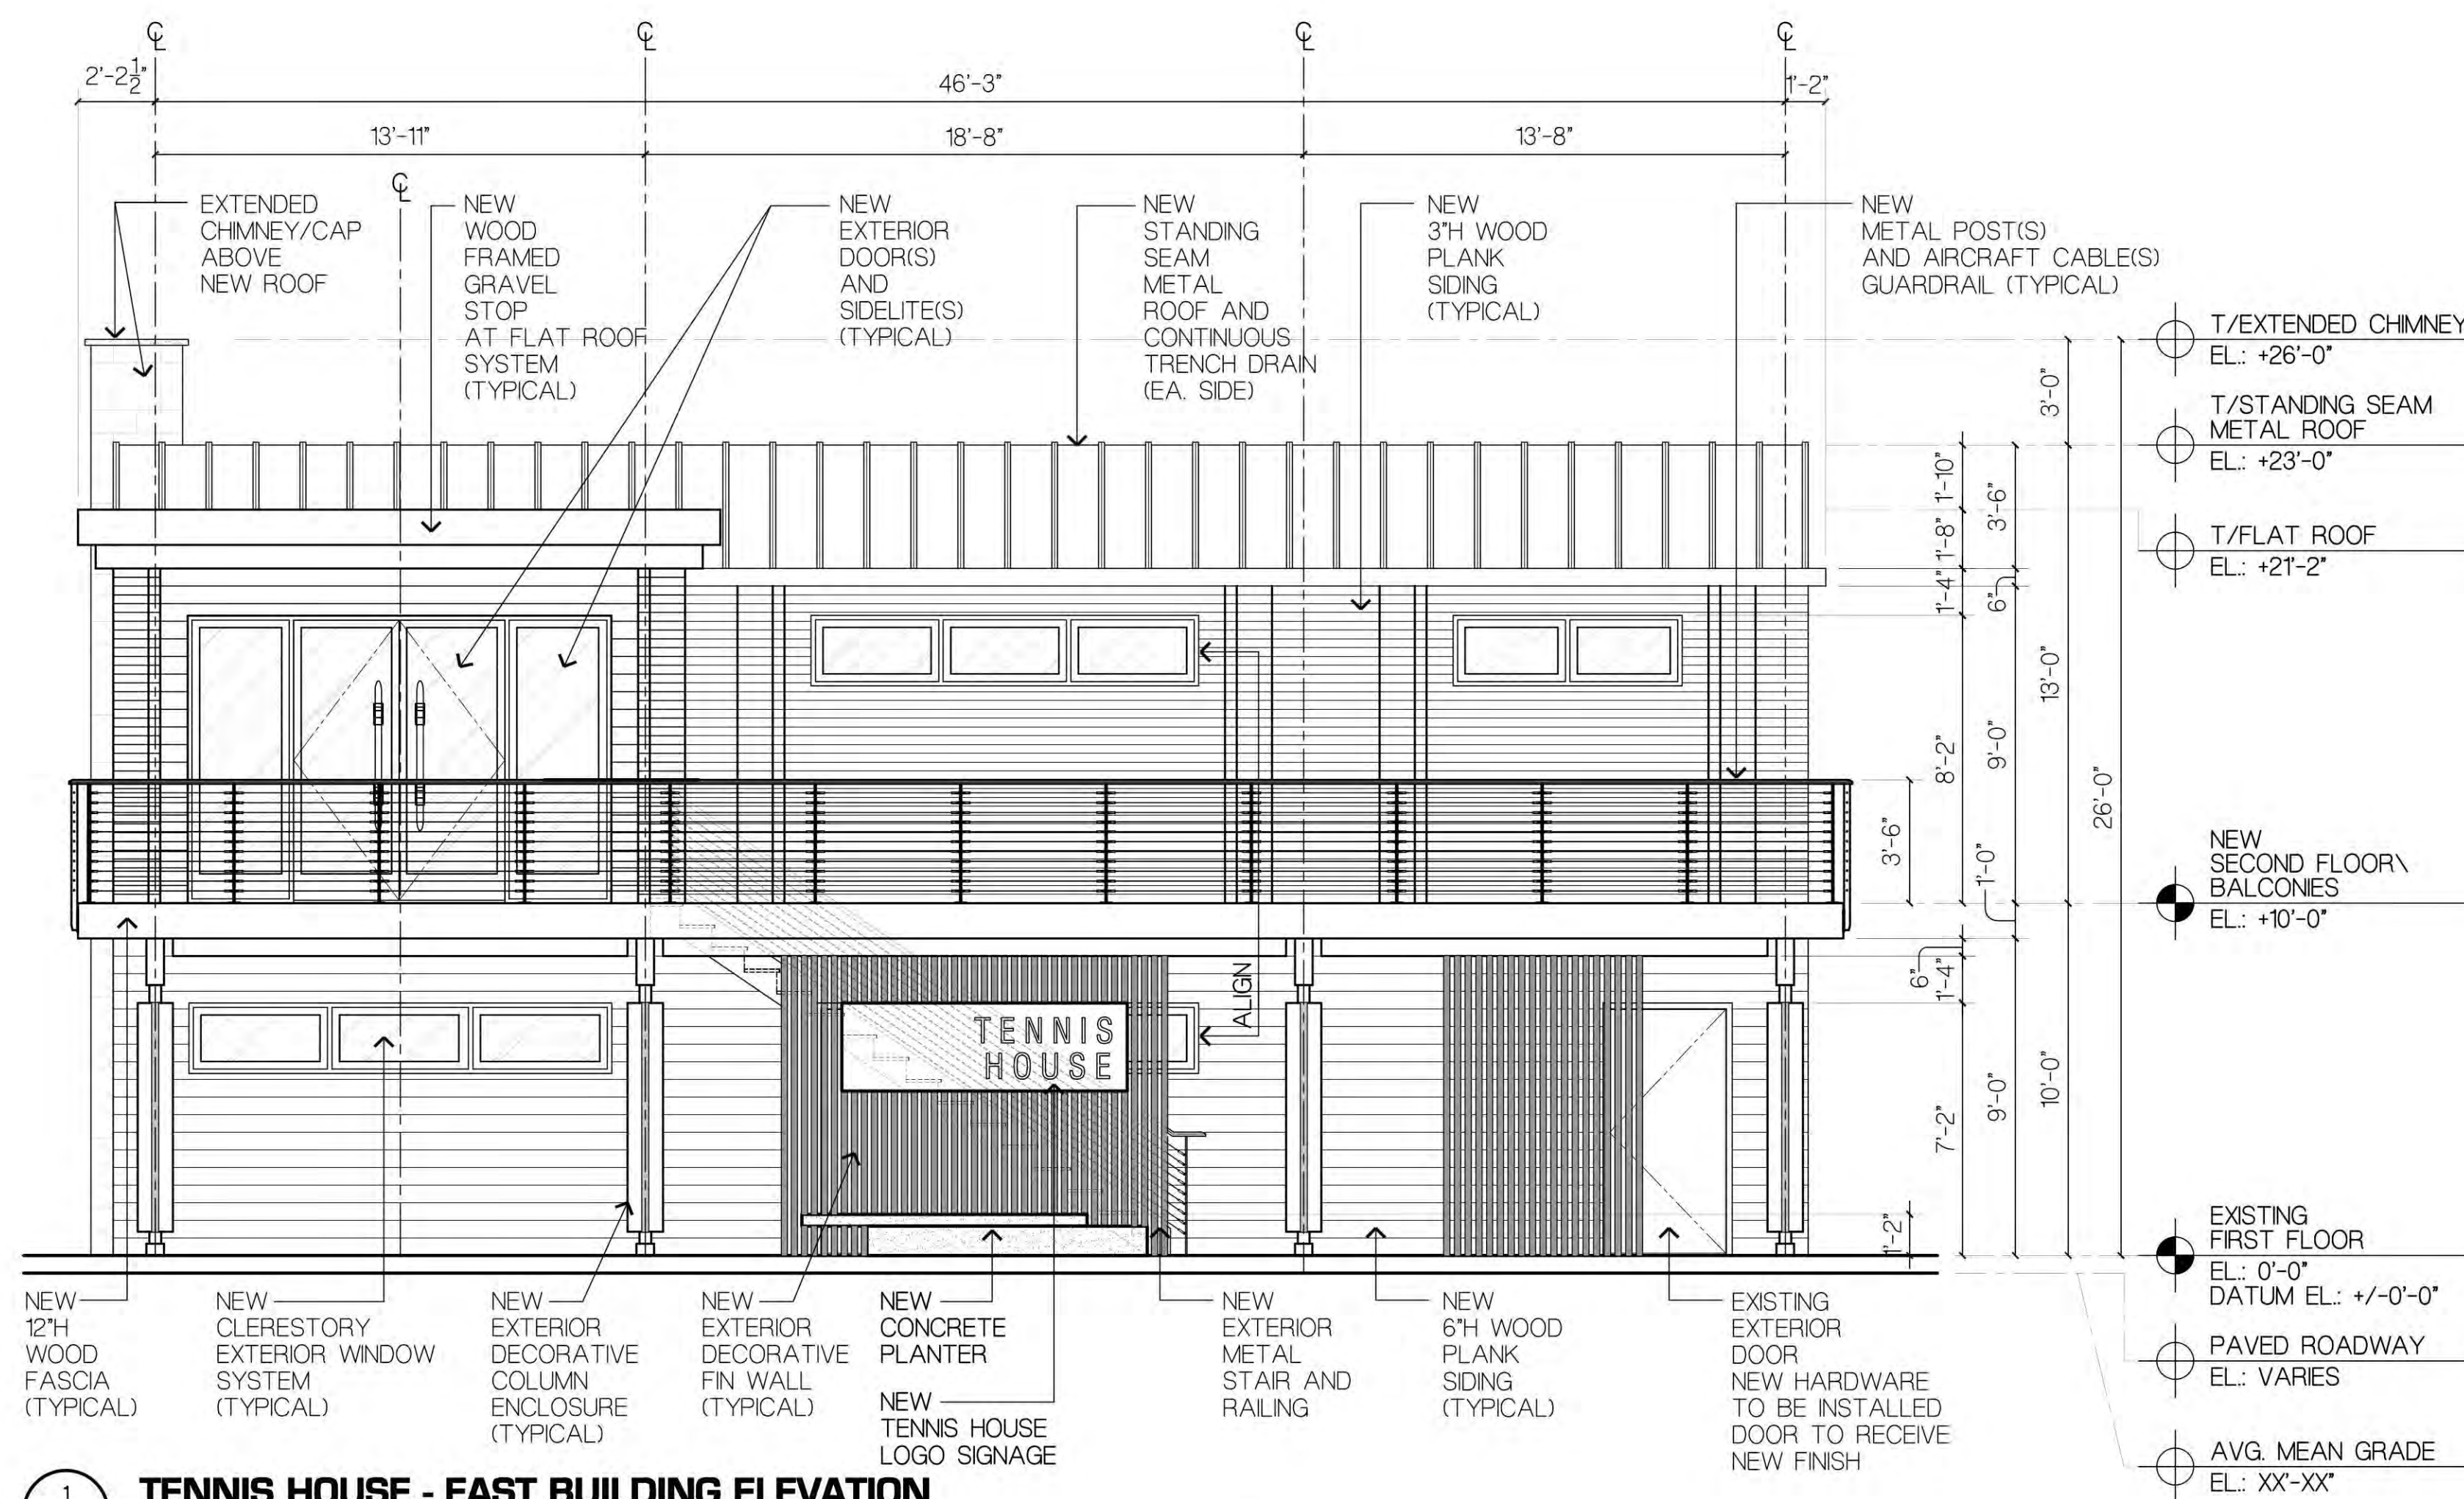 ℄
℄
℄
℄
2'-2½"
46'-3"
1'-2"
13'-11"
18'-8"
13'-8"
℄
EXTENDED
CHIMNEY/CAP
ABOVE
NEW ROOF
NEW
WOOD
FRAMED
GRAVEL
STOP
AT FLAT ROOF
SYSTEM
(TYPICAL)
NEW
EXTERIOR
DOOR(S)
AND
SIDELITE(S)
(TYPICAL)
NEW
STANDING
SEAM
METAL
ROOF AND
CONTINUOUS
TRENCH DRAIN
(EA. SIDE)
NEW
3"H WOOD
PLANK
SIDING
(TYPICAL)
NEW
METAL POST(S)
AND AIRCRAFT CABLE(S)
GUARDRAIL (TYPICAL)
T/EXTENDED CHIMNEY
EL.: +26'-0"
T/STANDING SEAM
METAL ROOF
EL.: +23'-0"
T/FLAT ROOF
EL.: +21'-2"
NEW
SECOND FLOOR\
BALCONIES
EL.: +10'-0"
EXISTING
FIRST FLOOR
EL.: 0'-0"
DATUM EL.: +/-0'-0"
PAVED ROADWAY
EL.: VARIES
AVG. MEAN GRADE
EL.: XX'-XX"
3'-0"
1'-10"
3'-6"
1'-8"
1'-4"
6"
13'-0"
8'-2"
9'-0"
26'-0"
3'-6"
1'-0"
6"
1'-4"
7'-2"
9'-0"
10'-0"
1'-2"
ALIGN
TENNIS
HOUSE
NEW
12"H
WOOD
FASCIA
(TYPICAL)
NEW
CLERESTORY
EXTERIOR WINDOW
SYSTEM
(TYPICAL)
NEW
EXTERIOR
DECORATIVE
COLUMN
ENCLOSURE
(TYPICAL)
NEW
EXTERIOR
DECORATIVE
FIN WALL
(TYPICAL)
NEW
CONCRETE
PLANTER
NEW
TENNIS HOUSE
LOGO SIGNAGE
NEW
EXTERIOR
METAL
STAIR AND
RAILING
NEW
6"H WOOD
PLANK
SIDING
(TYPICAL)
EXISTING
EXTERIOR
DOOR
NEW HARDWARE
TO BE INSTALLED
DOOR TO RECEIVE
NEW FINISH
1
TENNIS HOUSE - EAST BUILDING ELEVATION